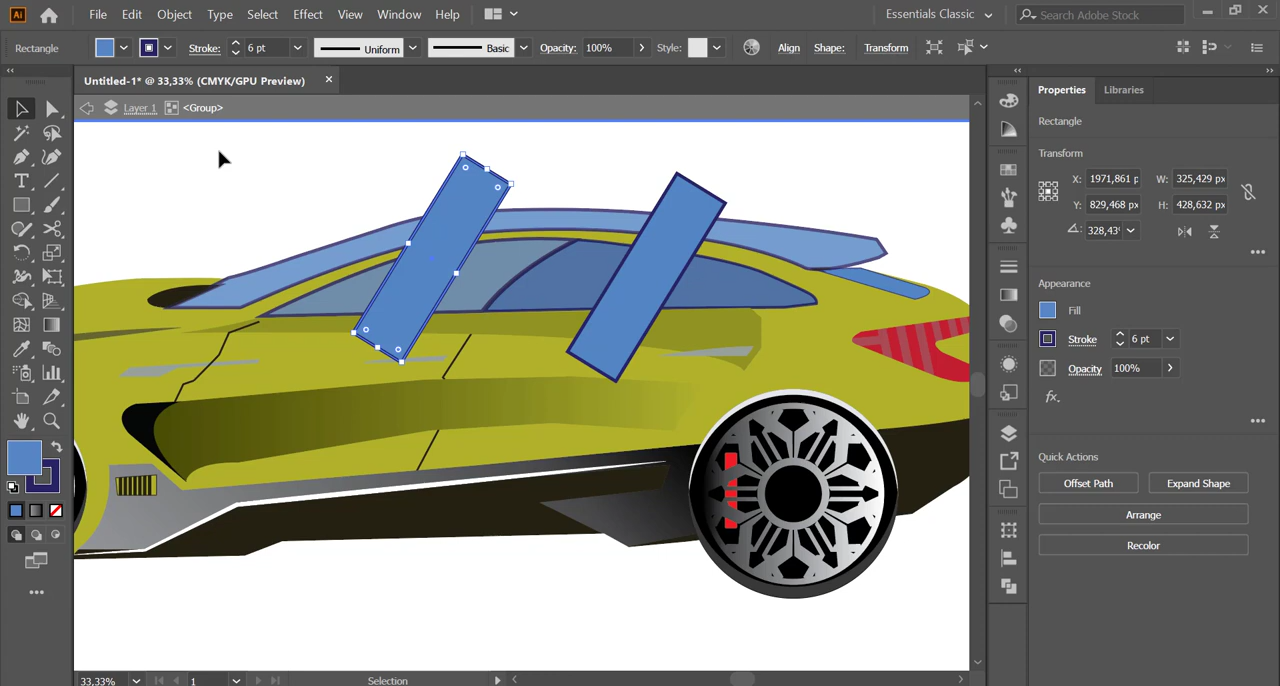 Ai File Edit Object Type Select Effect View Window Help Essentials Classic Search Adobe Stock
Rectangle Stroke: 6 pt Uniform Basic Opacity: 100% Style: Align Shape: Transform
Untitled-1* @ 33,33% (CMYK/GPU Preview)
Layer 1 <Group>
Properties Libraries
Rectangle
Transform
X: 1971,861 p W: 325,429 px
Y: 829,468 px H: 428,632 px
328,43°
Appearance
Fill
Stroke 6 pt
Opacity 100%
fx.
Quick Actions
Offset Path Expand Shape
Arrange
Recolor
33,33% 1 Selection